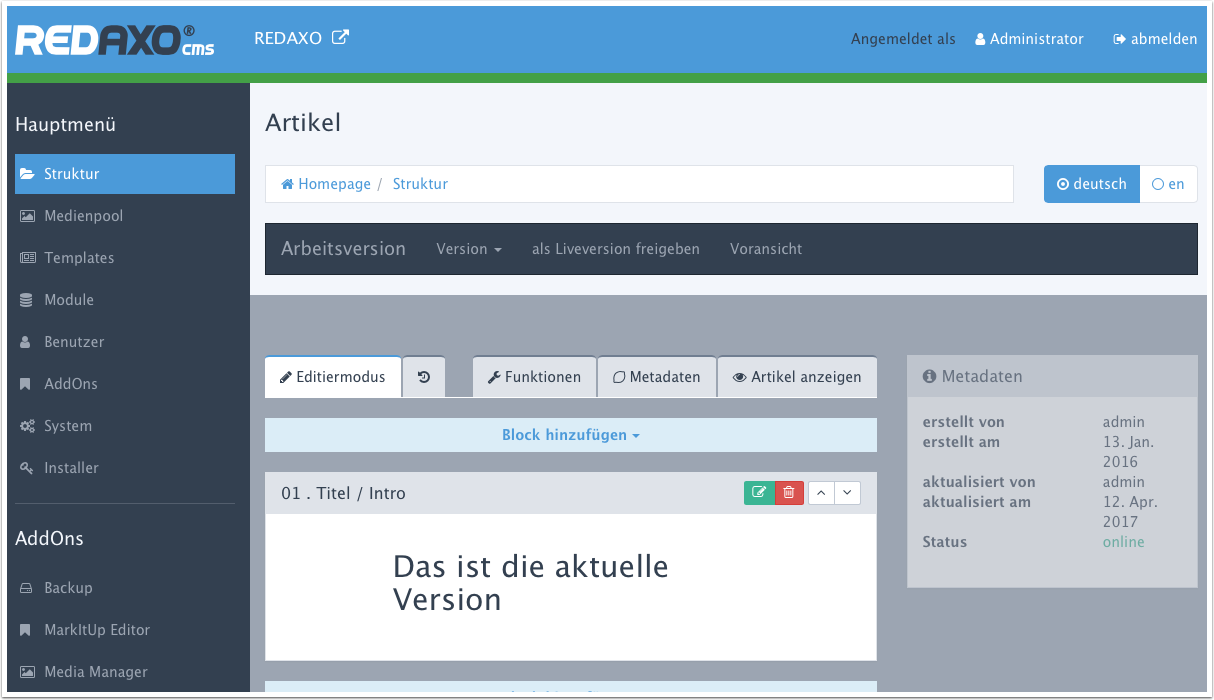 REDAXO® cms
REDAXO
Angemeldet als Administrator abmelden
Hauptmenü
Struktur
Medienpool
Templates
Module
Benutzer
AddOns
System
Installer
AddOns
Backup
MarkItUp Editor
Media Manager
Artikel
Homepage / Struktur
deutsch en
Arbeitsversion Version als Liveversion freigeben Voransicht
Editiermodus Funktionen Metadaten Artikel anzeigen
Block hinzufügen
01 . Titel / Intro
Das ist die aktuelle
Version
Metadaten
erstellt von admin
erstellt am 13. Jan.
2016
aktualisiert von admin
aktualisiert am 12. Apr.
2017
Status online